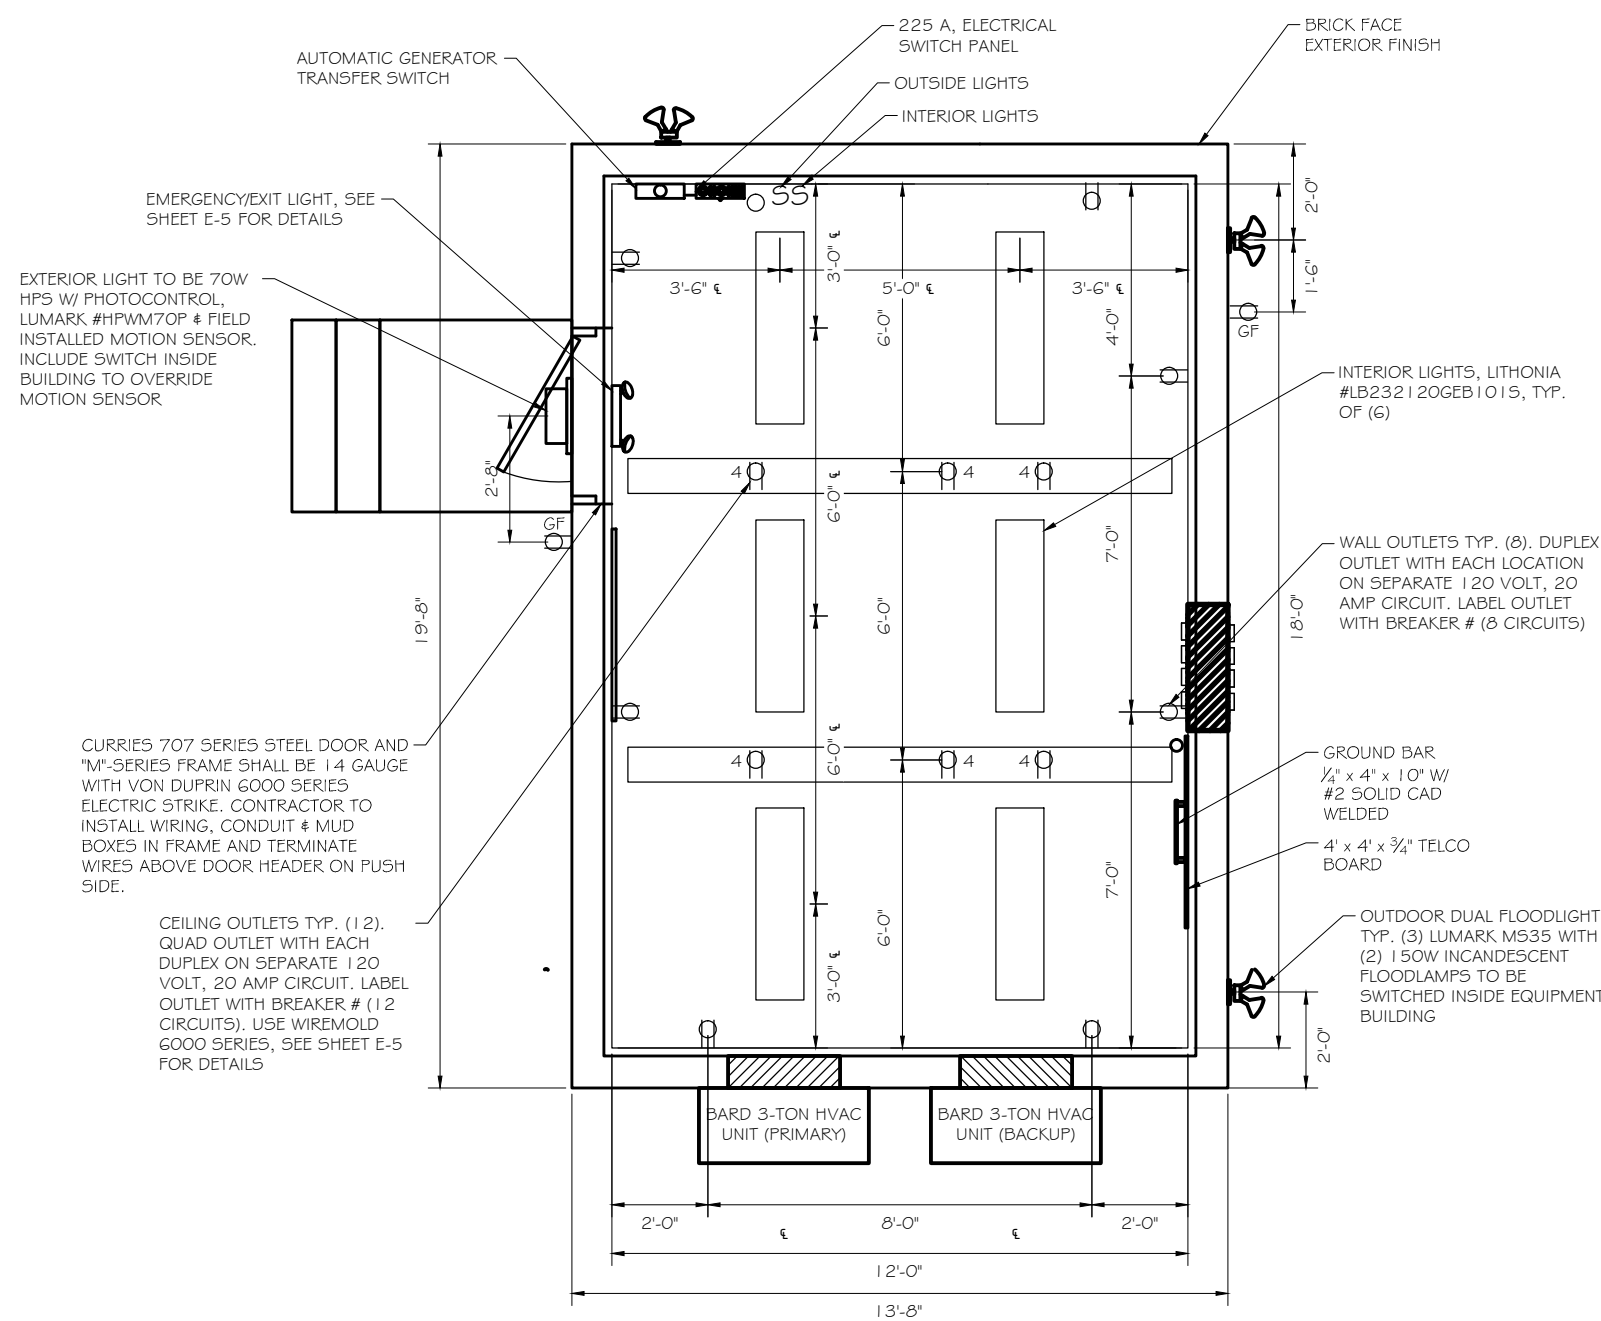 225 A, ELECTRICAL
SWITCH PANEL
BRICK FACE
EXTERIOR FINISH
AUTOMATIC GENERATOR
TRANSFER SWITCH
OUTSIDE LIGHTS
INTERIOR LIGHTS
EMERGENCY/EXIT LIGHT, SEE
SHEET E-5 FOR DETAILS
SS
2'-0"
3'-0" ℄
EXTERIOR LIGHT TO BE 70W
HPS W/ PHOTOCONTROL,
LUMARK #HPWM70P & FIELD
INSTALLED MOTION SENSOR.
INCLUDE SWITCH INSIDE
BUILDING TO OVERRIDE
MOTION SENSOR
3'-6" ℄
5'-0" ℄
3'-6" ℄
1'-6"
GF
6'-0"
4'-0"
INTERIOR LIGHTS, LITHONIA
#LB232120GEB101S, TYP.
OF (6)
2'-8"
GF
4
4
4
6'-0" ℄
7'-0"
WALL OUTLETS TYP. (8). DUPLEX
OUTLET WITH EACH LOCATION
ON SEPARATE 120 VOLT, 20
AMP CIRCUIT. LABEL OUTLET
WITH BREAKER # (8 CIRCUITS)
19'-8"
6'-0"
18'-0"
CURRIES 707 SERIES STEEL DOOR AND
"M"-SERIES FRAME SHALL BE 14 GAUGE
WITH VON DUPRIN 6000 SERIES
ELECTRIC STRIKE. CONTRACTOR TO
INSTALL WIRING, CONDUIT & MUD
BOXES IN FRAME AND TERMINATE
WIRES ABOVE DOOR HEADER ON PUSH
SIDE.
6'-0" ℄
4
4
4
GROUND BAR
1/4" x 4" x 10" W/
#2 SOLID CAD
WELDED
4' x 4' x 3/4" TELCO
BOARD
7'-0"
CEILING OUTLETS TYP. (12).
QUAD OUTLET WITH EACH
DUPLEX ON SEPARATE 120
VOLT, 20 AMP CIRCUIT. LABEL
OUTLET WITH BREAKER # (12
CIRCUITS). USE WIREMOLD
6000 SERIES, SEE SHEET E-5
FOR DETAILS
3'-0" ℄
6'-0"
OUTDOOR DUAL FLOODLIGHT
TYP. (3) LUMARK MS35 WITH
(2) 150W INCANDESCENT
FLOODLAMPS TO BE
SWITCHED INSIDE EQUIPMENT
BUILDING
2'-0"
BARD 3-TON HVAC
UNIT (PRIMARY)
BARD 3-TON HVAC
UNIT (BACKUP)
2'-0"
8'-0"
2'-0"
℄
℄
12'-0"
13'-8"